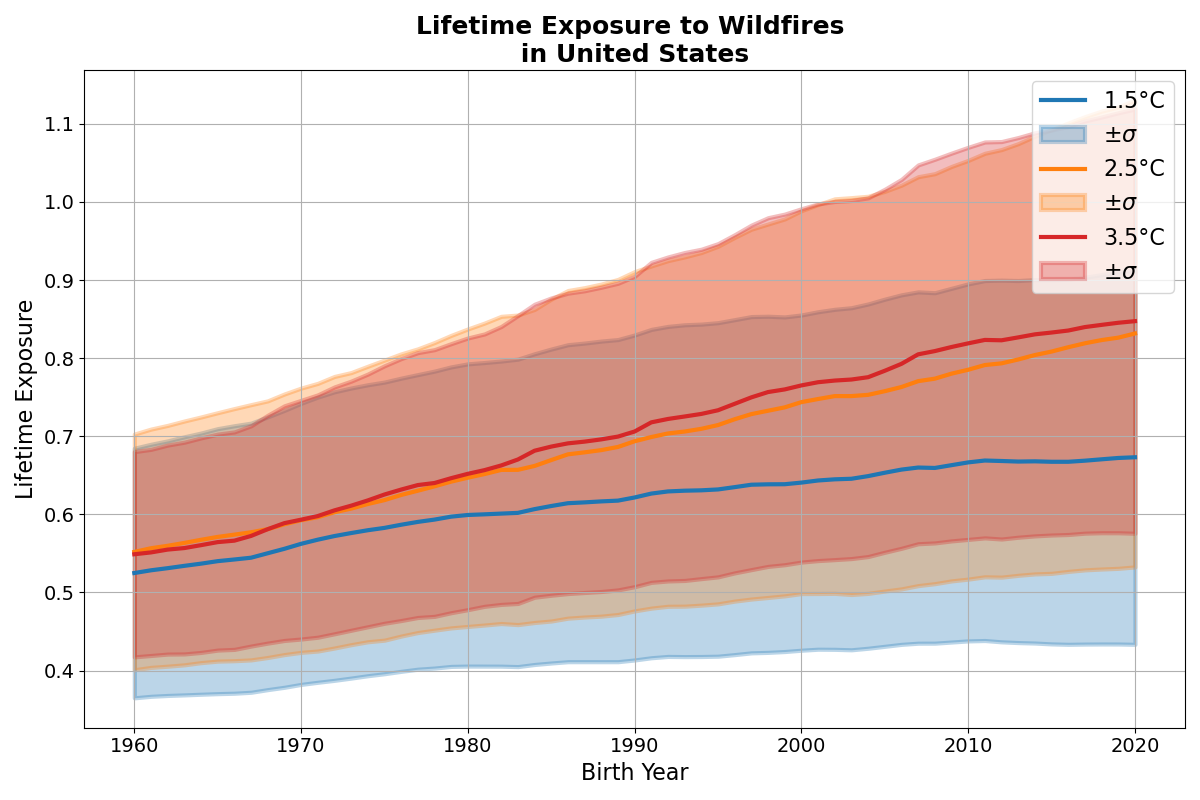 Lifetime Exposure to Wildfires
in United States
Lifetime Exposure
1.1
1.0
0.9
0.8
0.7
0.6
0.5
0.4
1.5°C
±σ
2.5°C
±σ
3.5°C
±σ
1960 1970 1980 1990 2000 2010 2020
Birth Year